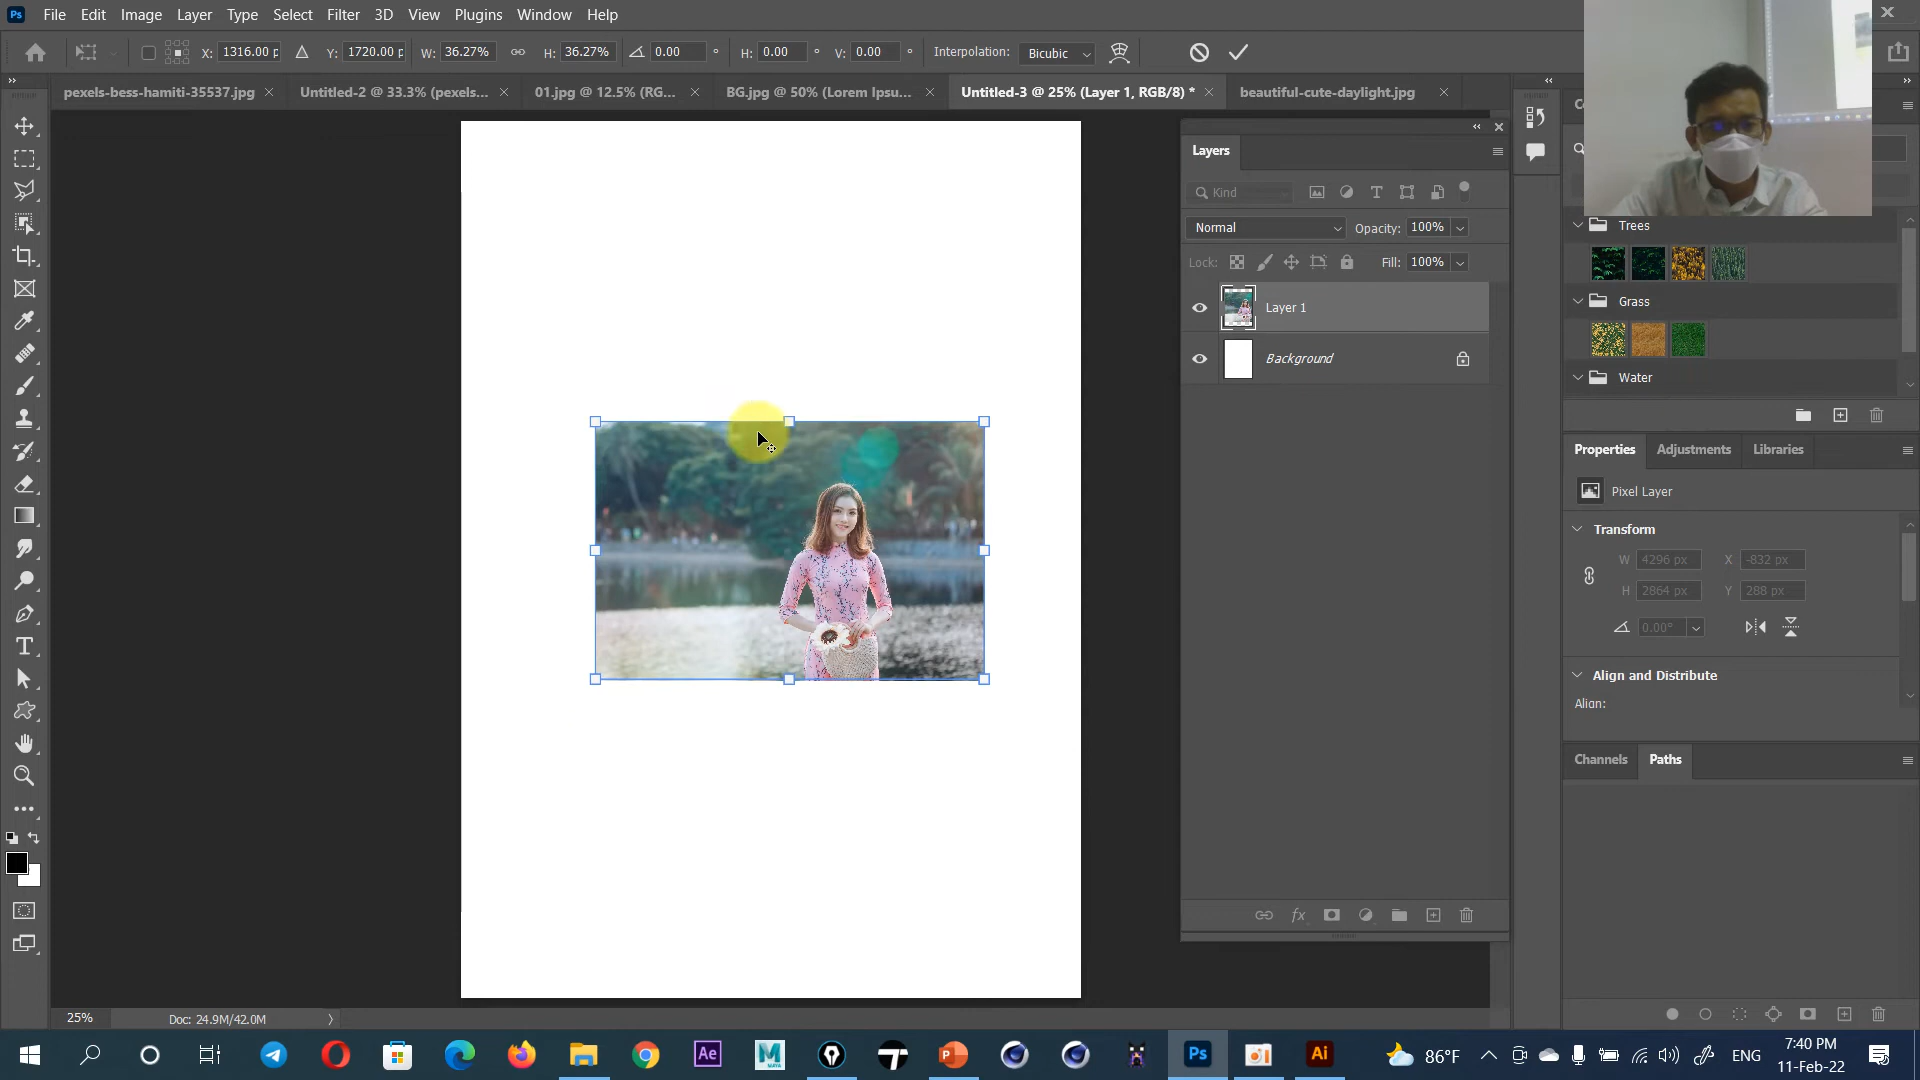 Ps File Edit Image Layer Type Select Filter 3D View Plugins Window Help
X: 1316.00 p Y: 1720.00 p W: 36.27% H: 36.27% 0.00 ° H: 0.00 ° V: 0.00 ° Interpolation: Bicubic
pexels-bess-hamiti-35537.jpg Untitled-2 @ 33.3% (pexels... 01.jpg @ 12.5% (RG... BG.jpg @ 50% (Lorem Ipsu... Untitled-3 @ 25% (Layer 1, RGB/8) * beautiful-cute-daylight.jpg
Layers
Kind
Normal Opacity: 100%
Lock: Fill: 100%
Layer 1
Background
Trees
Grass
Water
Properties Adjustments Libraries
Pixel Layer
Transform
W 4296 px X -832 px
H 2864 px Y 288 px
0.00°
Align and Distribute
Align:
Channels Paths
25% Doc: 24.9M/42.0M
Ae MAYA Ps Ai 86°F ENG 7:40 PM
11-Feb-22